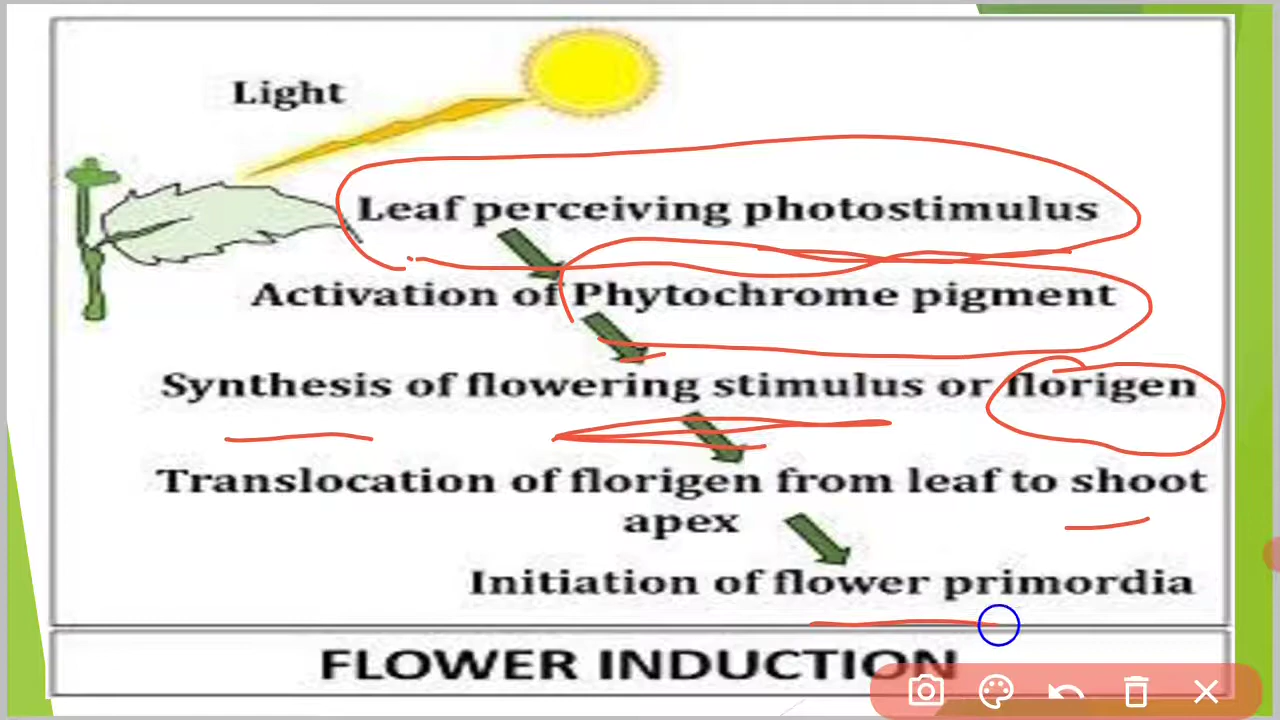 Light
Leaf perceiving photostimulus
Activation of Phytochrome pigment
Synthesis of flowering stimulus or florigen
Translocation of florigen from leaf to shoot
apex
Initiation of flower primordia
FLOWER INDUCTION